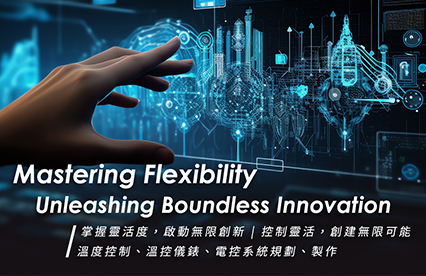 Mastering Flexibility
Unleashing Boundless Innovation
掌握靈活度，啟動無限創新 | 控制靈活，創建無限可能
溫度控制、溫控儀錶、電控系統規劃、製作